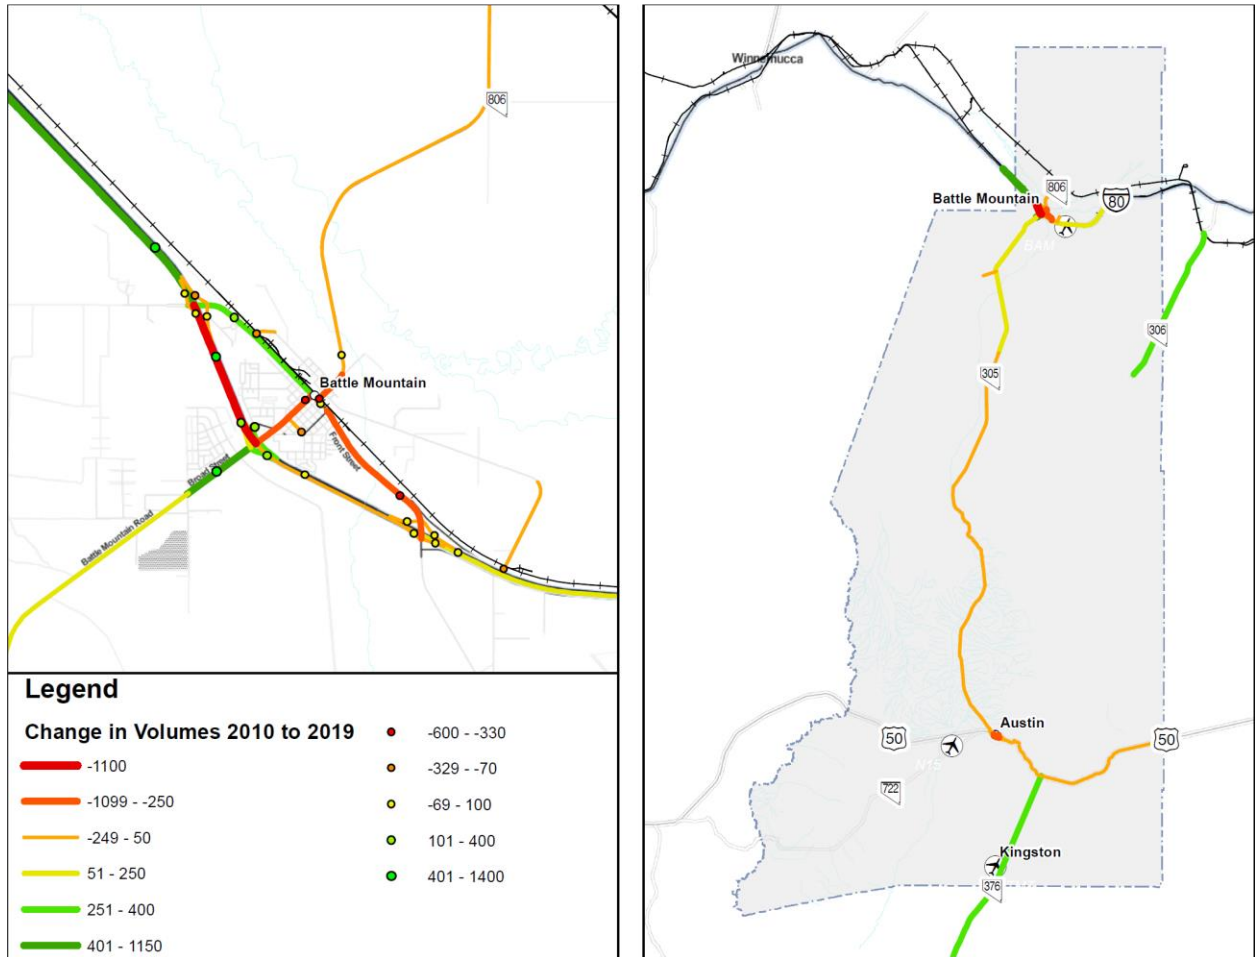 806
Battle Mountain
Front Street
Broad Street
Battle Mountain Road
Legend
Change in Volumes 2010 to 2019
-1100
-1099 - -250
-249 - 50
51 - 250
251 - 400
401 - 1150
-600 - -330
-329 - -70
-69 - 100
101 - 400
401 - 1400
Winnemucca
806
Battle Mountain
80
BAM
306
305
Austin
50
50
N15
722
Kingston
376